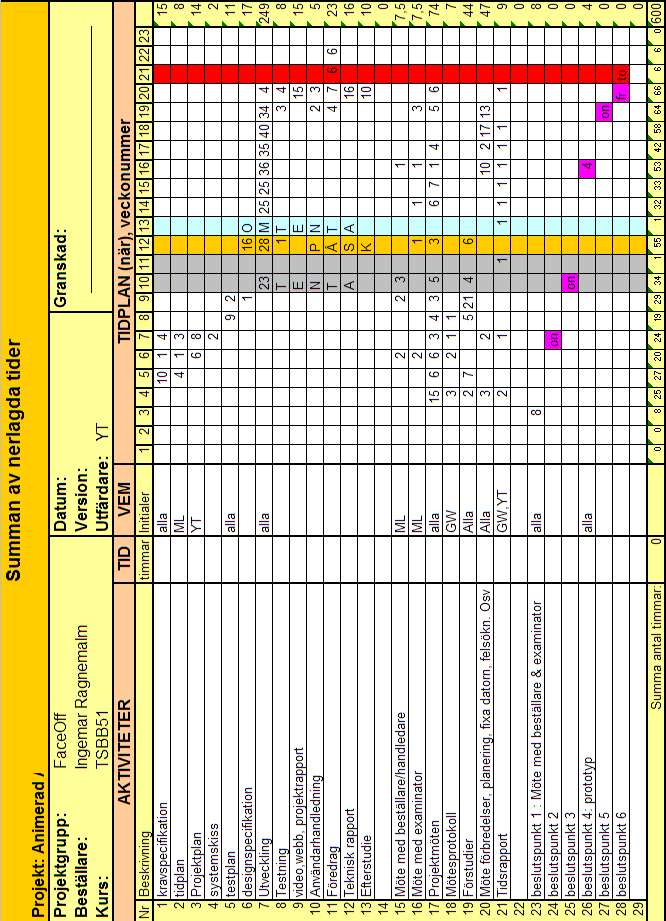 Summan av nerlagda tider
Projekt: Animerad
Projektgrupp: FaceOff Datum: Granskad:
Beställare: Ingemar Ragnemalm Version:
Kurs: TSBB51 Utfärdare: YT
AKTIVITETER TID VEM TIDPLAN (när), veckonummer
Nr Beskrivning timmar Initialer 1 2 3 4 5 6 7 8 9 10 11 12 13 14 15 16 17 18 19 20 21 22 23
1 kravspecifikation alla 10 1 4 15
2 tidplan ML 4 1 3 8
3 Projektplan YT 6 8 14
4 systemskiss 2 2
5 testplan alla 9 2 11
6 designspecifikation 1 16 O 17
7 Utveckling alla 23 28 M 25 25 36 35 40 34 4 249
8 Testning T 1 T 3 4 8
9 video,webb, projektrapport E E 15 15
10 Användarhandledning N P N 2 3 5
11 Föredrag T Ä T 4 7 6 6 23
12 Teknisk rapport A S A 16 16
13 Efterstudie K 10 10
14 0
15 Möte med beställare/handledare ML 2 2 3 1 7,5
16 Möte med examinator ML 2 1 1 1 3 7,5
17 Projektmöten alla 15 6 6 3 4 3 5 3 6 7 1 4 5 6 74
18 Mötesprotokoll GW 3 2 1 1 7
19 Förstudier Alla 2 7 5 21 4 6 44
20 Möte förbredelser, planering, fixa datorn, felsökn. Osv Alla 3 2 10 2 17 13 47
21 Tidsrapport GW,YT 2 1 1 1 1 1 1 1 1 1 9
22 0
23 beslutspunkt 1 : Möte med beställare & examinator alla 8 8
24 beslutspunkt 2 on 0
25 beslutspunkt 3 on 0
26 beslutspunkt 4: prototyp alla 4 4
27 beslutspunkt 5 on 0
28 beslutspunkt 6 fr to 0
29 0
Summa antal timmar: 0 0 0 8 25 27 20 24 19 29 34 1 55 1 32 33 53 42 58 64 66 6 6 0 600